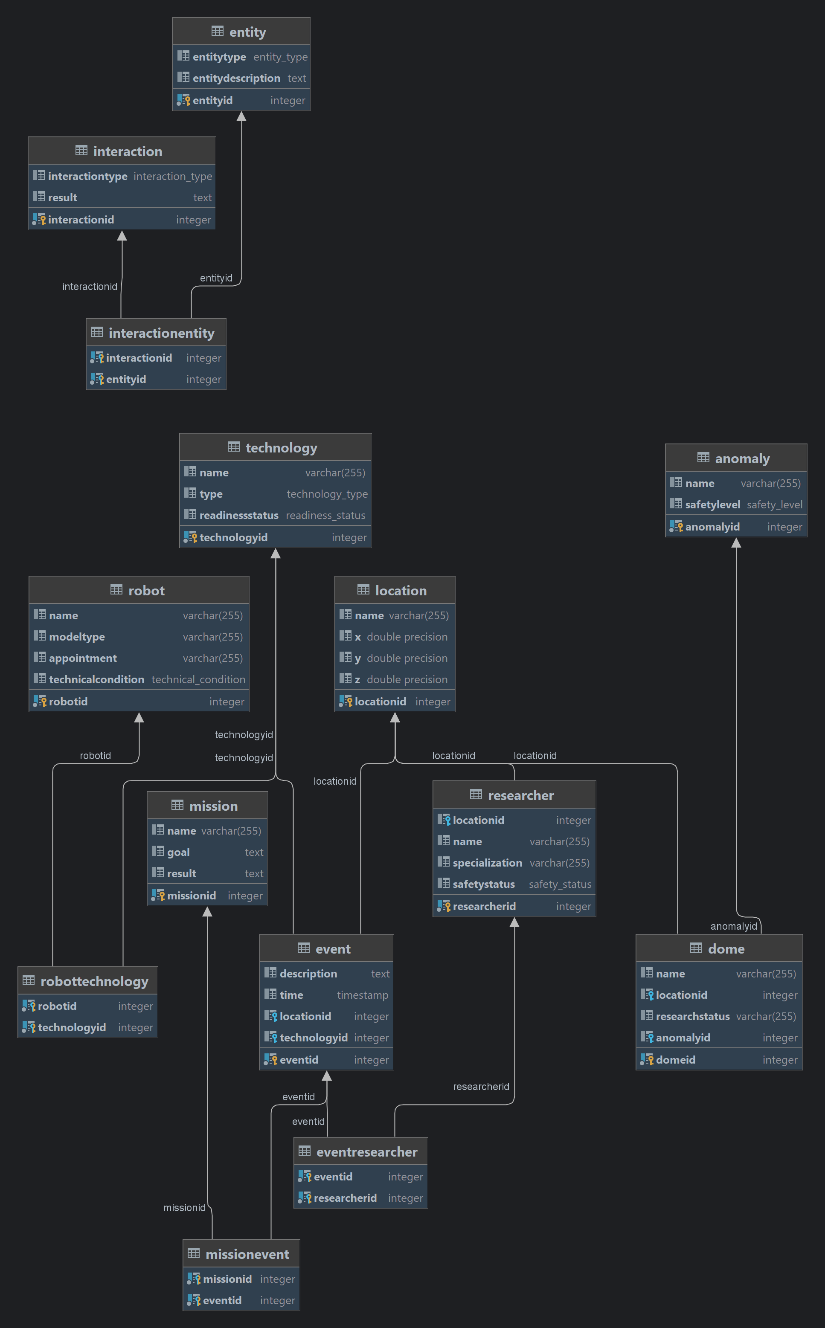 entity
entitytype entity_type
entitydescription text
entityid integer
interaction
interactiontype interaction_type
result text
interactionid integer
entityid
interactionid
interactionentity
interactionid integer
entityid integer
technology
name varchar(255)
type technology_type
readinessstatus readiness_status
technologyid integer
anomaly
name varchar(255)
safetylevel safety_level
anomalyid integer
robot
name varchar(255)
modeltype varchar(255)
appointment varchar(255)
technicalcondition technical_condition
robotid integer
location
name varchar(255)
x double precision
y double precision
z double precision
locationid integer
technologyid
robotid
technologyid
locationid
locationid
locationid
mission
name varchar(255)
goal text
result text
missionid integer
researcher
locationid integer
name varchar(255)
specialization varchar(255)
safetystatus safety_status
researcherid integer
anomalyid
robottechnology
robotid integer
technologyid integer
event
description text
time timestamp
locationid integer
technologyid integer
eventid integer
dome
name varchar(255)
locationid integer
researchstatus varchar(255)
anomalyid integer
domeid integer
researcherid
eventid
eventid
eventresearcher
eventid integer
researcherid integer
missionid
missionevent
missionid integer
eventid integer